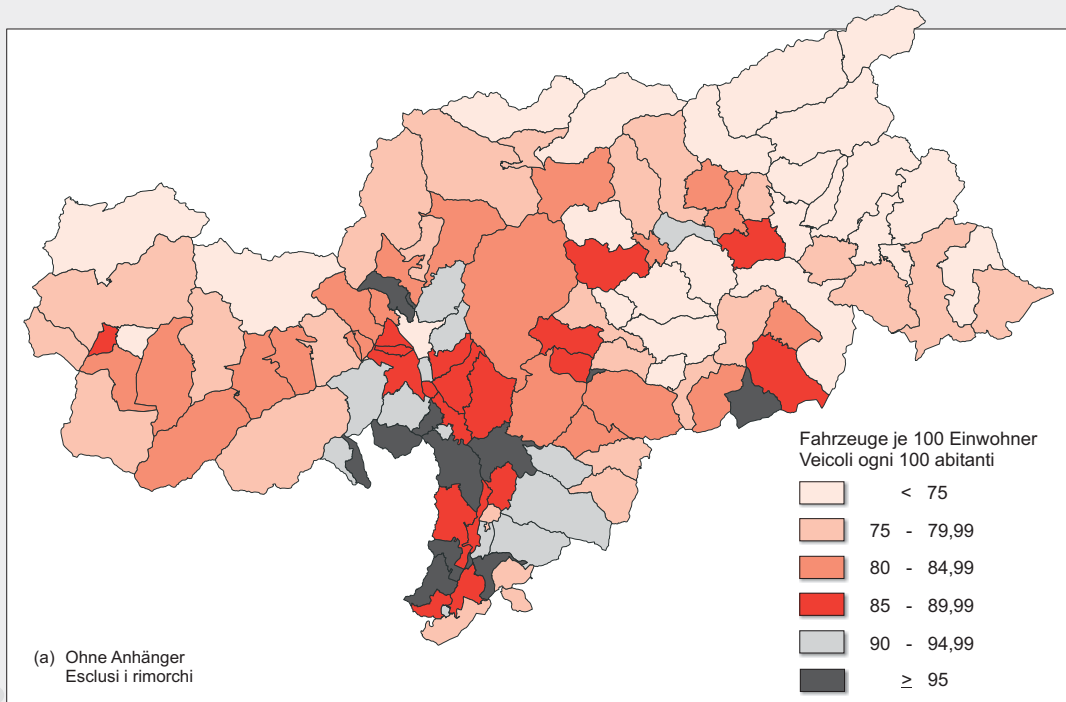 Fahrzeuge je 100 Einwohner
Veicoli ogni 100 abitanti
< 75
75 - 79,99
80 - 84,99
85 - 89,99
90 - 94,99
≥ 95
(a) Ohne Anhänger
Esclusi i rimorchi